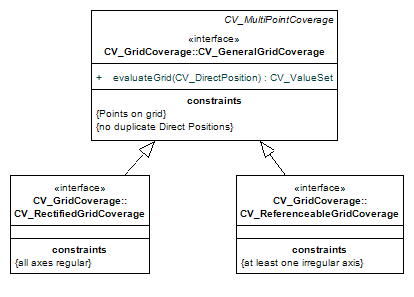 CV_MultiPointCoverage
«interface»
CV_GridCoverage::CV_GeneralGridCoverage
+ evaluateGrid(CV_DirectPosition) : CV_ValueSet
constraints
{Points on grid}
{no duplicate Direct Positions}
«interface»
CV_GridCoverage::
CV_RectifiedGridCoverage
constraints
{all axes regular}
«interface»
CV_GridCoverage::
CV_ReferenceableGridCoverage
constraints
{at least one irregular axis}